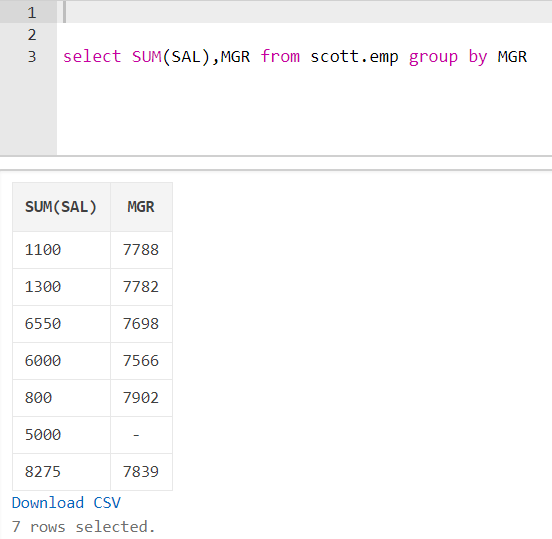 1
2
3 select SUM(SAL),MGR from scott.emp group by MGR
SUM(SAL) MGR
1100 7788
1300 7782
6550 7698
6000 7566
800 7902
5000 -
8275 7839
Download CSV
7 rows selected.